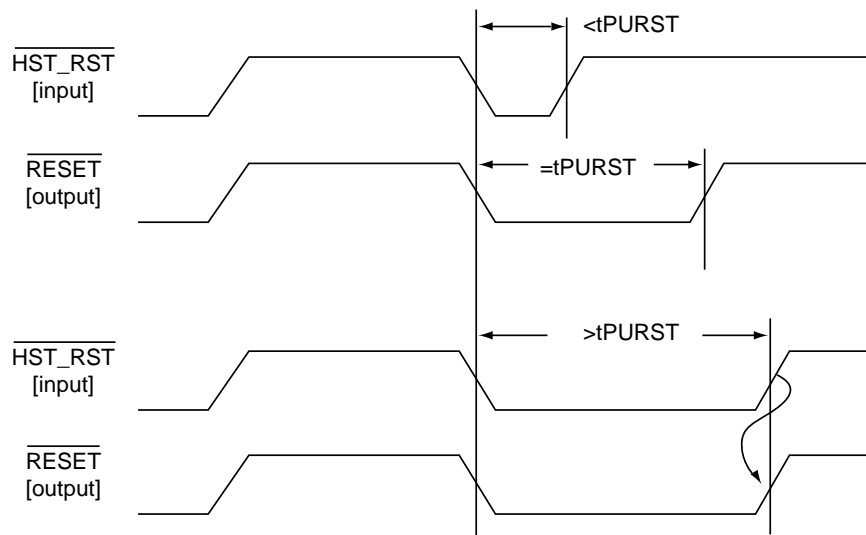 <tPURST
HST_RST
[input]
RESET
[output]
=tPURST
>tPURST
HST_RST
[input]
RESET
[output]